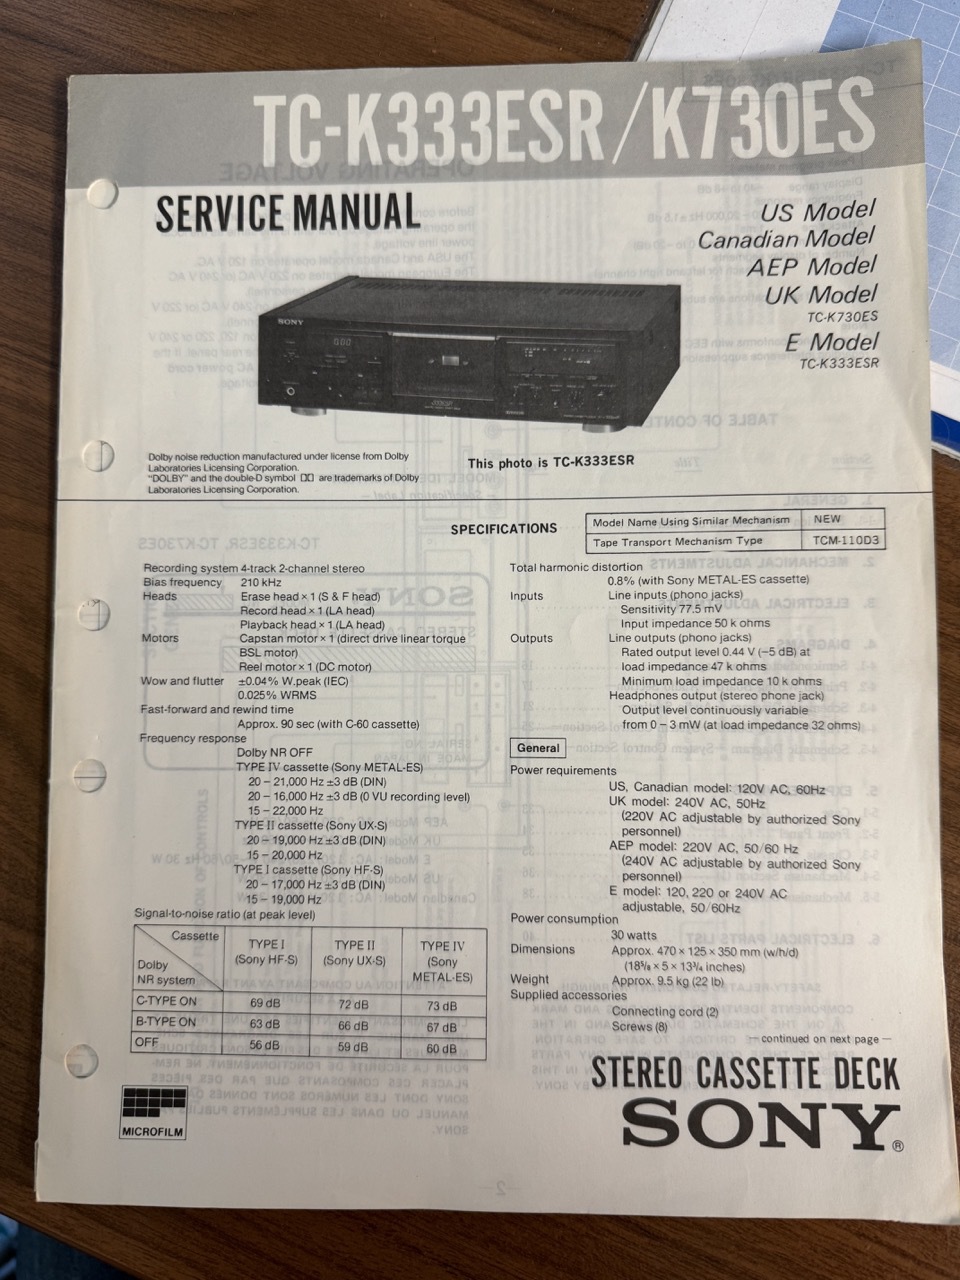 TC-K333ESR/K730ES
SERVICE MANUAL
US Model
Canadian Model
AEP Model
UK Model
TC-K730ES
E Model
TC-K333ESR
SONY
Dolby noise reduction manufactured under license from Dolby
Laboratories Licensing Corporation.
"DOLBY" and the double-D symbol are trademarks of Dolby
Laboratories Licensing Corporation.
This photo is TC-K333ESR
SPECIFICATIONS
Model Name Using Similar Mechanism NEW
Tape Transport Mechanism Type TCM-110D3
Recording system 4-track 2-channel stereo
Bias frequency 210 kHz
Heads Erase head × 1 (S & F head)
Record head × 1 (LA head)
Playback head × 1 (LA head)
Motors Capstan motor × 1 (direct drive linear torque
BSL motor)
Reel motor × 1 (DC motor)
Wow and flutter ±0.04% W.peak (IEC)
0.025% WRMS
Fast-forward and rewind time
Approx. 90 sec (with C-60 cassette)
Frequency response
Dolby NR OFF
TYPE IV cassette (Sony METAL-ES)
20 – 21,000 Hz ±3 dB (DIN)
20 – 16,000 Hz ±3 dB (0 VU recording level)
15 – 22,000 Hz
TYPE II cassette (Sony UX-S)
20 – 19,000 Hz ±3 dB (DIN)
15 – 20,000 Hz
TYPE I cassette (Sony HF-S)
20 – 17,000 Hz ±3 dB (DIN)
15 – 19,000 Hz
Signal-to-noise ratio (at peak level)
Cassette
Dolby
NR system
TYPE I
(Sony HF-S)
TYPE II
(Sony UX-S)
TYPE IV
(Sony
METAL-ES)
C-TYPE ON 69 dB 72 dB 73 dB
B-TYPE ON 63 dB 66 dB 67 dB
OFF 56 dB 59 dB 60 dB
MICROFILM
Total harmonic distortion
0.8% (with Sony METAL-ES cassette)
Inputs Line inputs (phono jacks)
Sensitivity 77.5 mV
Input impedance 50 k ohms
Outputs Line outputs (phono jacks)
Rated output level 0.44 V (–5 dB) at
load impedance 47 k ohms
Minimum load impedance 10 k ohms
Headphones output (stereo phone jack)
Output level continuously variable
from 0 – 3 mW (at load impedance 32 ohms)
General
Power requirements
US, Canadian model: 120V AC, 60Hz
UK model: 240V AC, 50Hz
(220V AC adjustable by authorized Sony
personnel)
AEP model: 220V AC, 50/60 Hz
(240V AC adjustable by authorized Sony
personnel)
E model: 120, 220 or 240V AC
adjustable, 50/60Hz
Power consumption
30 watts
Dimensions Approx. 470 × 125 × 350 mm (w/h/d)
(18⅝ × 5 × 13¾ inches)
Weight Approx. 9.5 kg (22 lb)
Supplied accessories
Connecting cord (2)
Screws (8)
— continued on next page —
STEREO CASSETTE DECK
SONY®